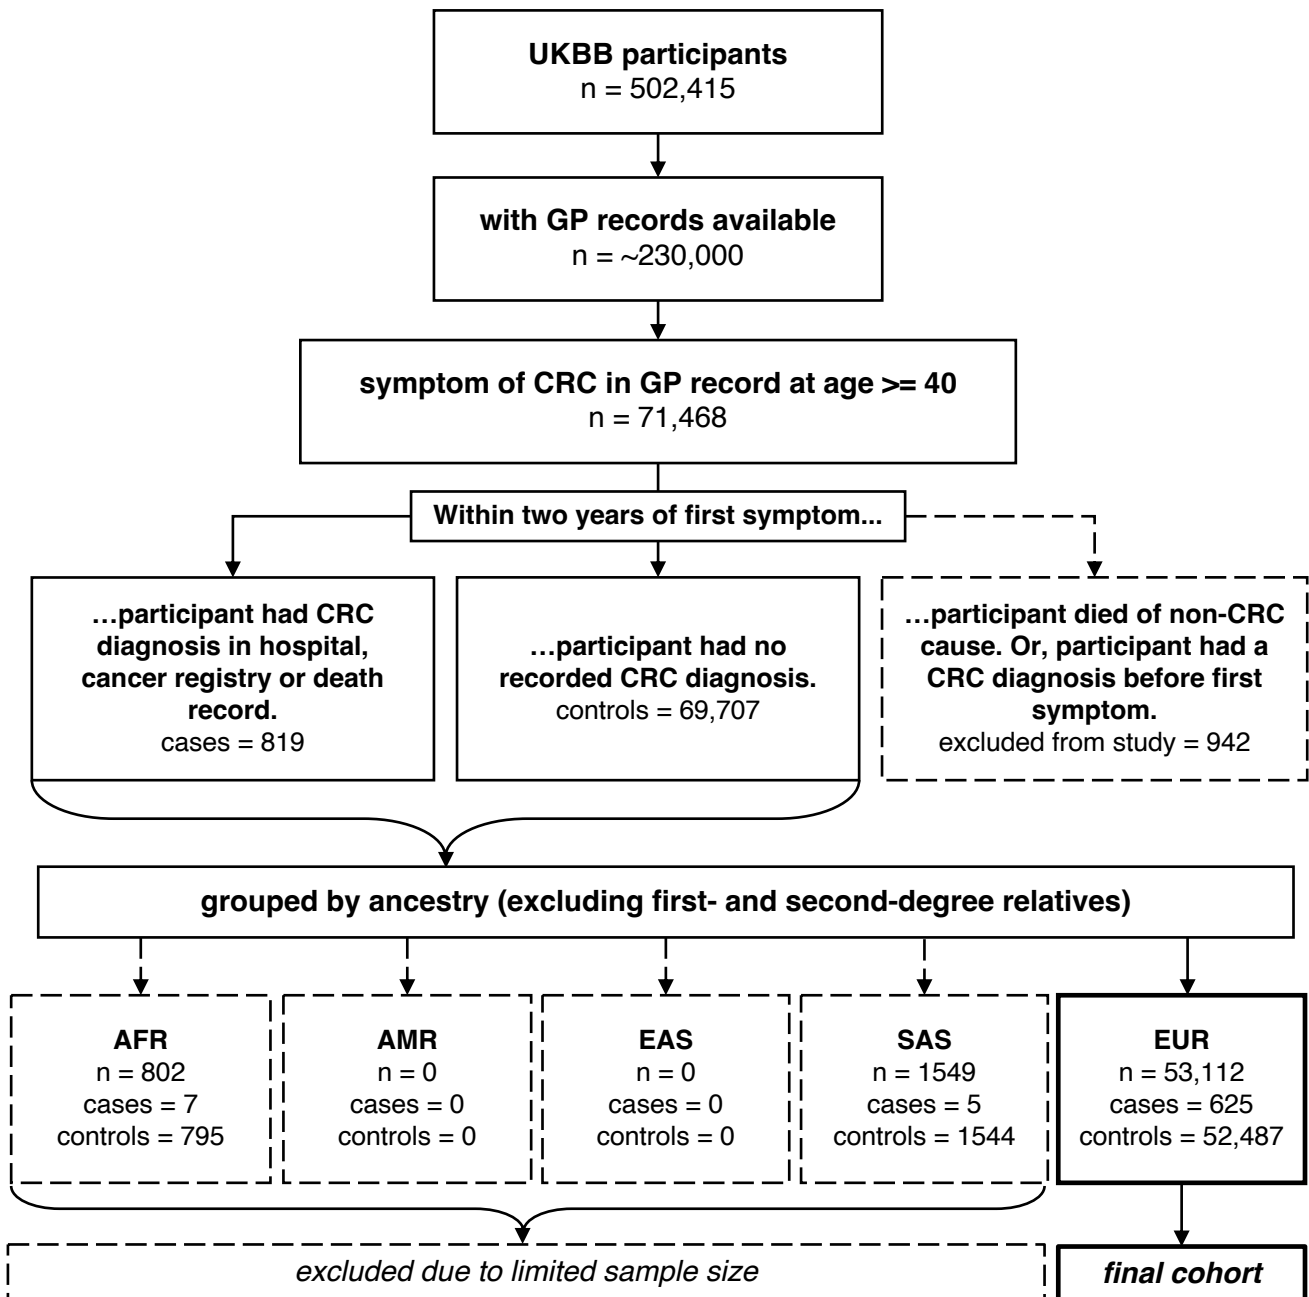 UKBB participants
n = 502,415
with GP records available
n = ~230,000
symptom of CRC in GP record at age >= 40
n = 71,468
Within two years of first symptom...
...participant had CRC
diagnosis in hospital,
cancer registry or death
record.
cases = 819
...participant had no
recorded CRC diagnosis.
controls = 69,707
...participant died of non-CRC
cause. Or, participant had a
CRC diagnosis before first
symptom.
excluded from study = 942
grouped by ancestry (excluding first- and second-degree relatives)
AFR
n = 802
cases = 7
controls = 795
AMR
n = 0
cases = 0
controls = 0
EAS
n = 0
cases = 0
controls = 0
SAS
n = 1549
cases = 5
controls = 1544
EUR
n = 53,112
cases = 625
controls = 52,487
excluded due to limited sample size
final cohort